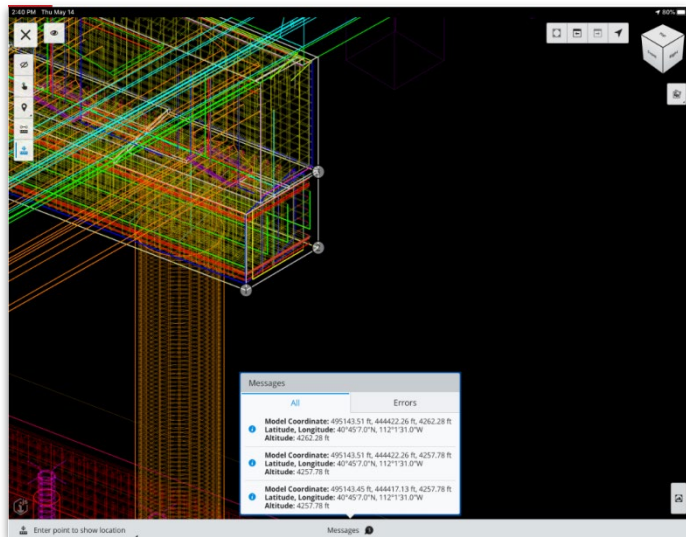 2:40 PM Thu May 14
80%
Top
Front
Right
Messages
All
Errors
Model Coordinate: 495143.51 ft, 444422.26 ft, 4262.28 ft
Latitude, Longitude: 40°45'7.0"N, 112°1'31.0"W
Altitude: 4262.28 ft
Model Coordinate: 495143.51 ft, 444422.26 ft, 4257.78 ft
Latitude, Longitude: 40°45'7.0"N, 112°1'31.0"W
Altitude: 4257.78 ft
Model Coordinate: 495143.45 ft, 444417.13 ft, 4257.78 ft
Latitude, Longitude: 40°45'7.0"N, 112°1'31.0"W
Altitude: 4257.78 ft
Enter point to show location
Messages